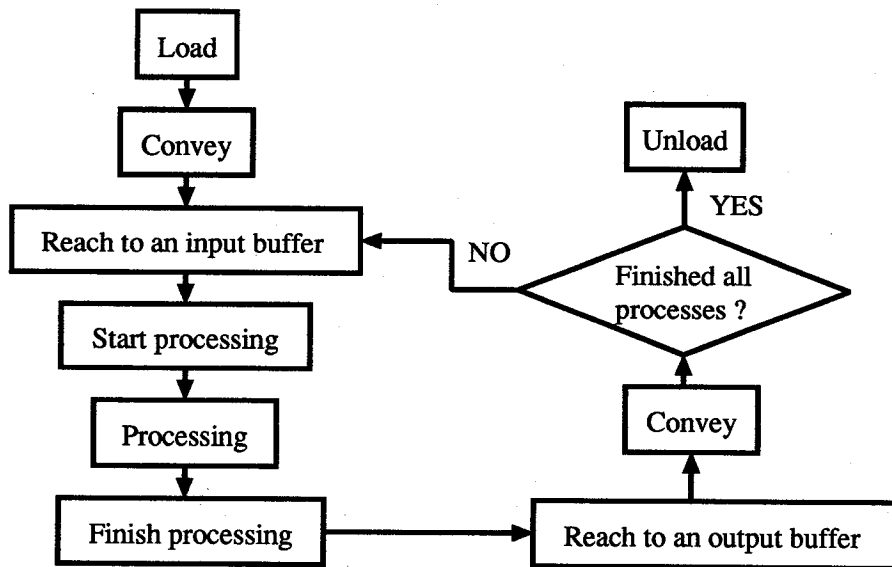 Load
Convey
Reach to an input buffer
Start processing
Processing
Finish processing
Reach to an output buffer
Convey
Finished all
processes ?
NO
YES
Unload